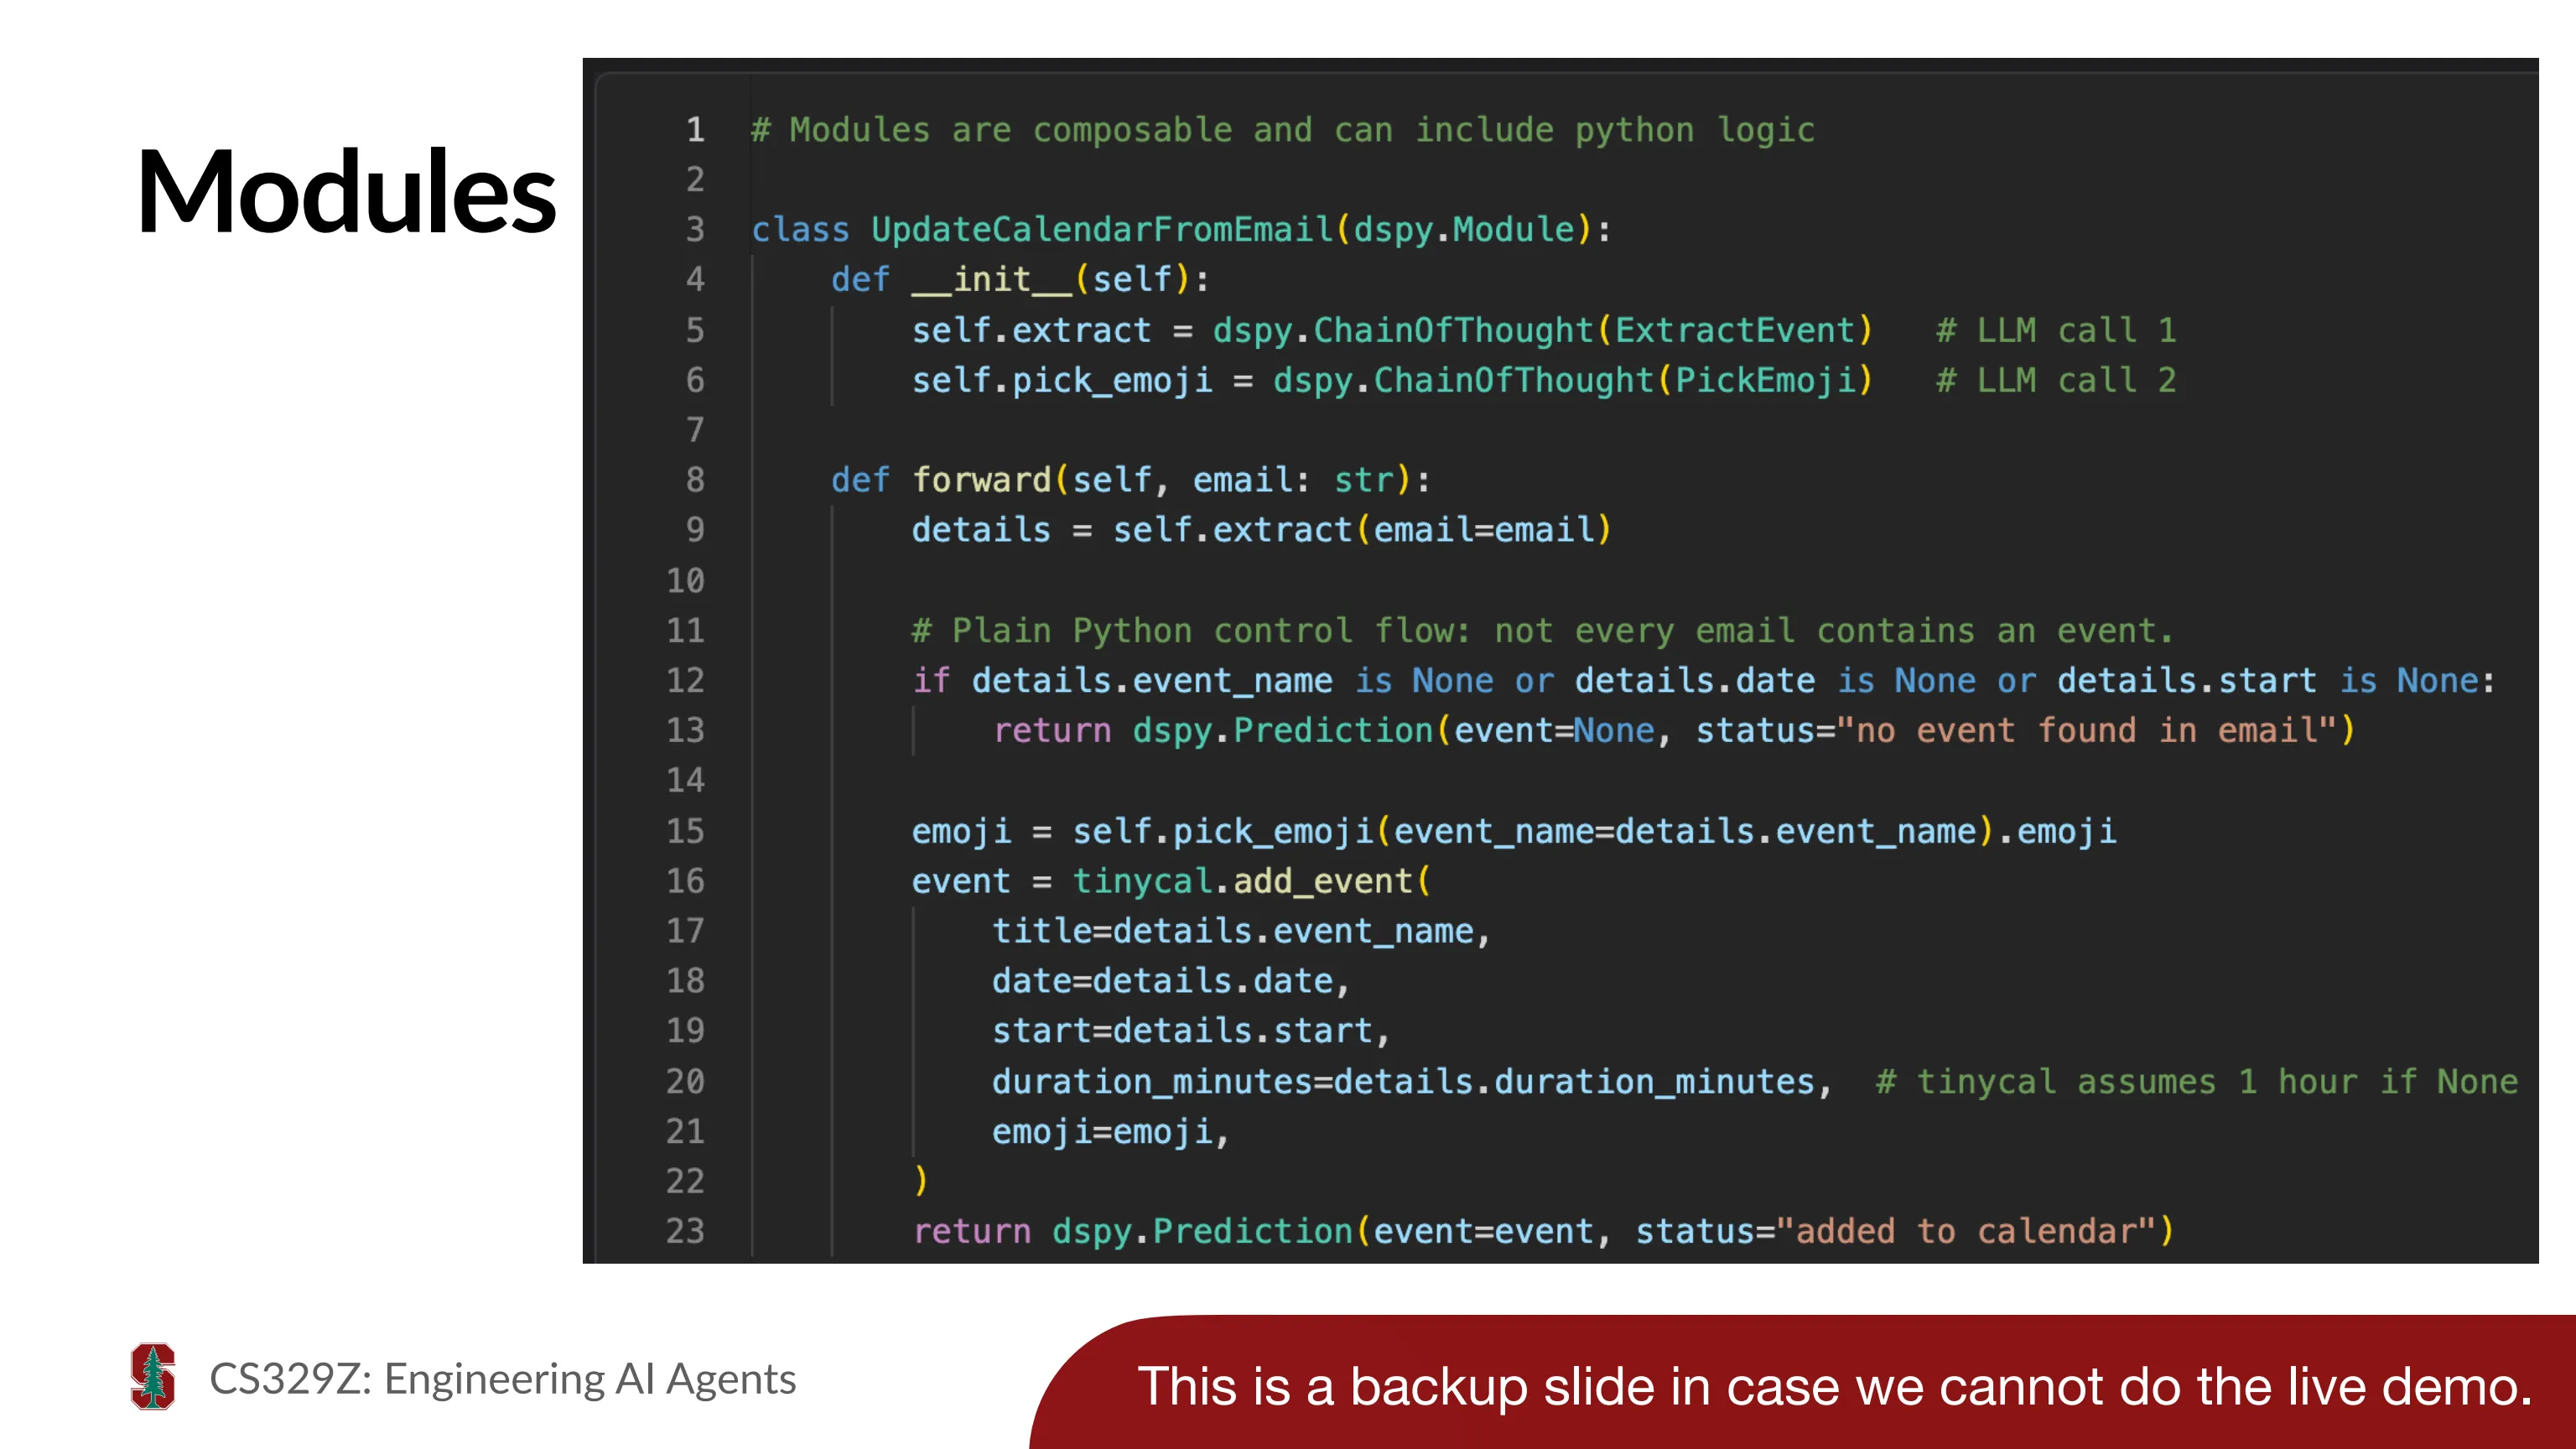 Modules
1 # Modules are composable and can include python logic
2
3 class UpdateCalendarFromEmail(dspy.Module):
4     def __init__(self):
5         self.extract = dspy.ChainOfThought(ExtractEvent)   # LLM call 1
6         self.pick_emoji = dspy.ChainOfThought(PickEmoji)   # LLM call 2
7
8     def forward(self, email: str):
9         details = self.extract(email=email)
10
11         # Plain Python control flow: not every email contains an event.
12         if details.event_name is None or details.date is None or details.start is None:
13             return dspy.Prediction(event=None, status="no event found in email")
14
15         emoji = self.pick_emoji(event_name=details.event_name).emoji
16         event = tinycal.add_event(
17             title=details.event_name,
18             date=details.date,
19             start=details.start,
20             duration_minutes=details.duration_minutes,  # tinycal assumes 1 hour if None
21             emoji=emoji,
22         )
23         return dspy.Prediction(event=event, status="added to calendar")
CS329Z: Engineering AI Agents
This is a backup slide in case we cannot do the live demo.